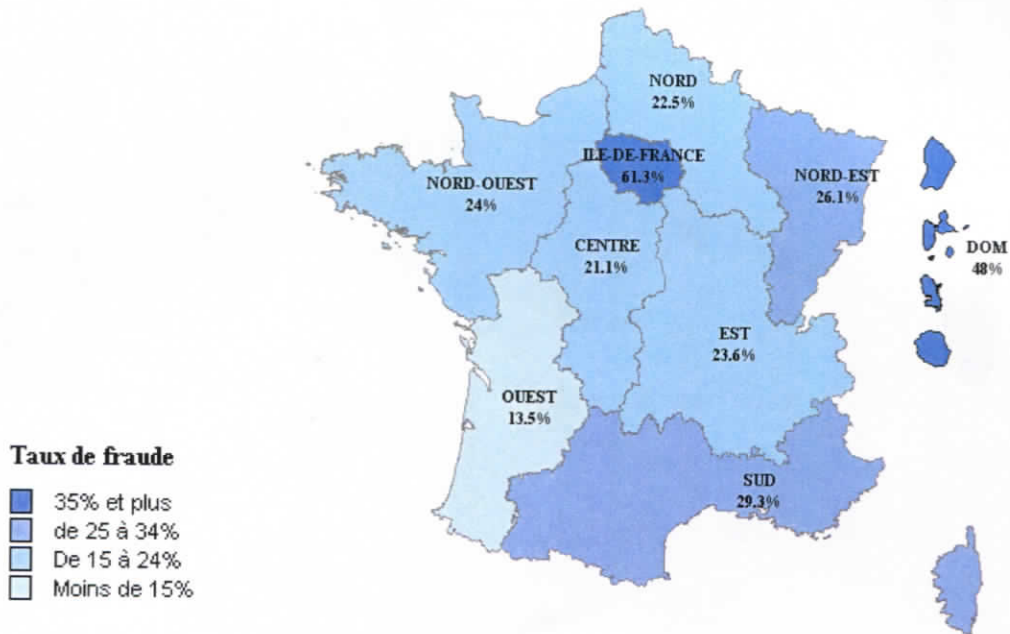 NORD
22.5%
ILE-DE-FRANCE
61.3%
NORD-EST
26.1%
NORD-OUEST
24%
CENTRE
21.1%
DOM
48%
EST
23.6%
OUEST
13.5%
SUD
29.3%
Taux de fraude
35% et plus
de 25 à 34%
De 15 à 24%
Moins de 15%